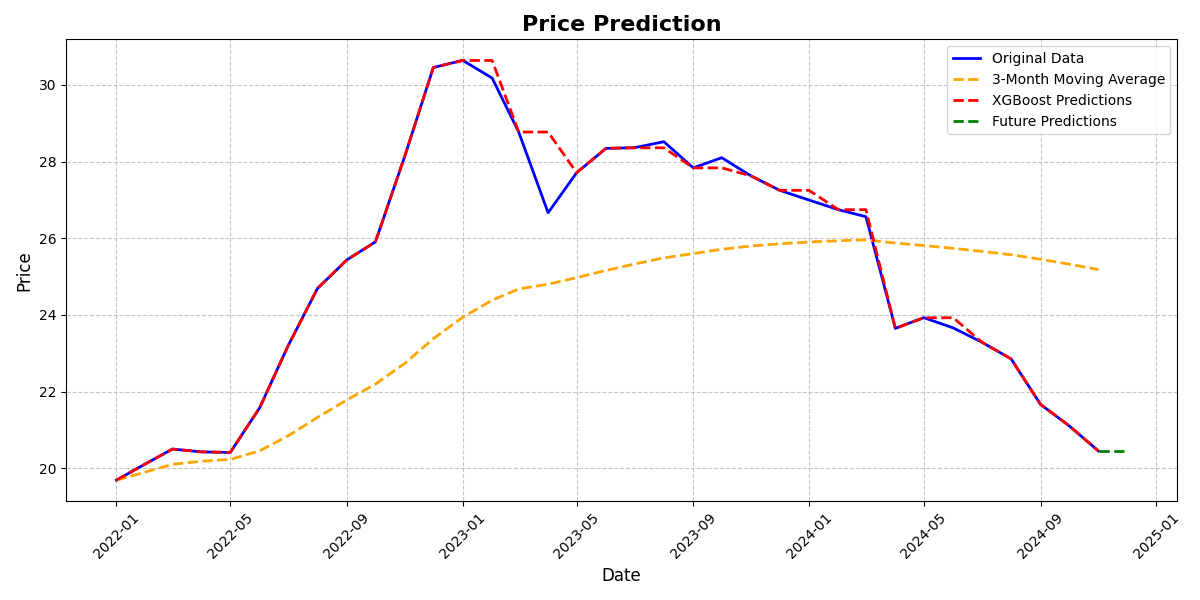 Price Prediction
Original Data
3-Month Moving Average
XGBoost Predictions
Future Predictions
30
28
26
24
22
20
Price
2022-01
2022-05
2022-09
2023-01
2023-05
2023-09
2024-01
2024-05
2024-09
2025-01
Date